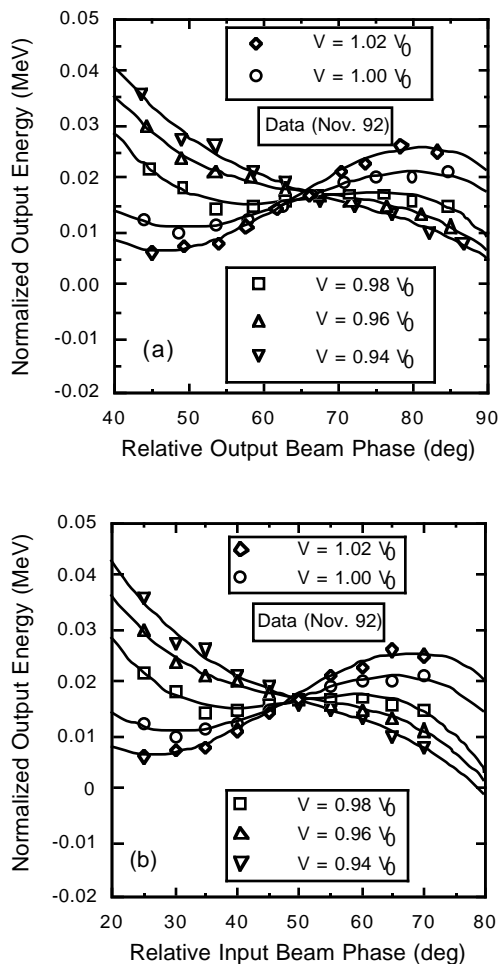 0.05
0.04
0.03
0.02
0.01
0.00
-0.01
-0.02
Normalized Output Energy (MeV)
V = 1.02 V0
V = 1.00 V0
Data (Nov. 92)
V = 0.98 V0
V = 0.96 V0
V = 0.94 V0
(a)
40 50 60 70 80 90
Relative Output Beam Phase (deg)
0.05
0.04
0.03
0.02
0.01
0
-0.01
-0.02
Normalized Output Energy (MeV)
V = 1.02 V0
V = 1.00 V0
Data (Nov. 92)
V = 0.98 V0
V = 0.96 V0
V = 0.94 V0
(b)
20 30 40 50 60 70 80
Relative Input Beam Phase (deg)